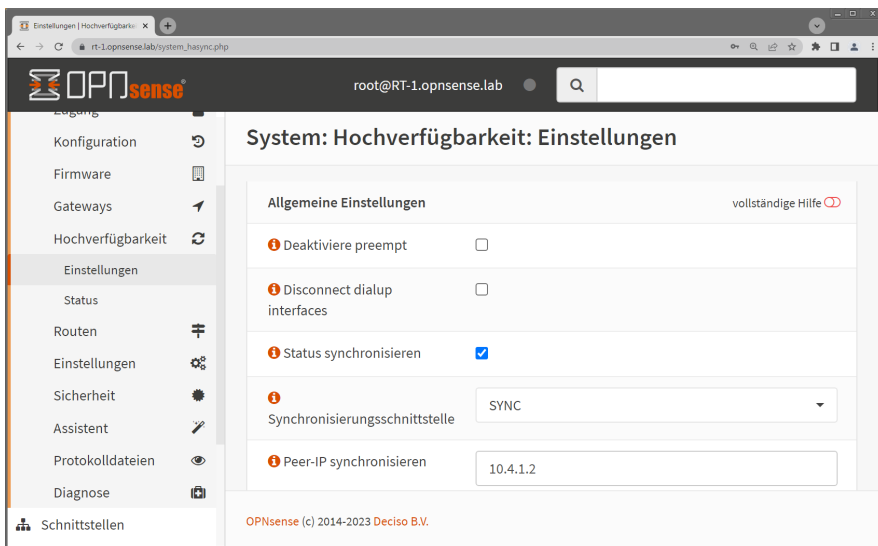 Einstellungen | Hochverfügbarkei
rt-1.opnsense.lab/system_hasync.php
OPNsense
root@RT-1.opnsense.lab
Zugang
Konfiguration
Firmware
Gateways
Hochverfügbarkeit
Einstellungen
Status
Routen
Einstellungen
Sicherheit
Assistent
Protokolldateien
Diagnose
Schnittstellen
System: Hochverfügbarkeit: Einstellungen
Allgemeine Einstellungen
vollständige Hilfe
Deaktiviere preempt
Disconnect dialup
interfaces
Status synchronisieren
Synchronisierungsschnittstelle
SYNC
Peer-IP synchronisieren
10.4.1.2
OPNsense (c) 2014-2023 Deciso B.V.